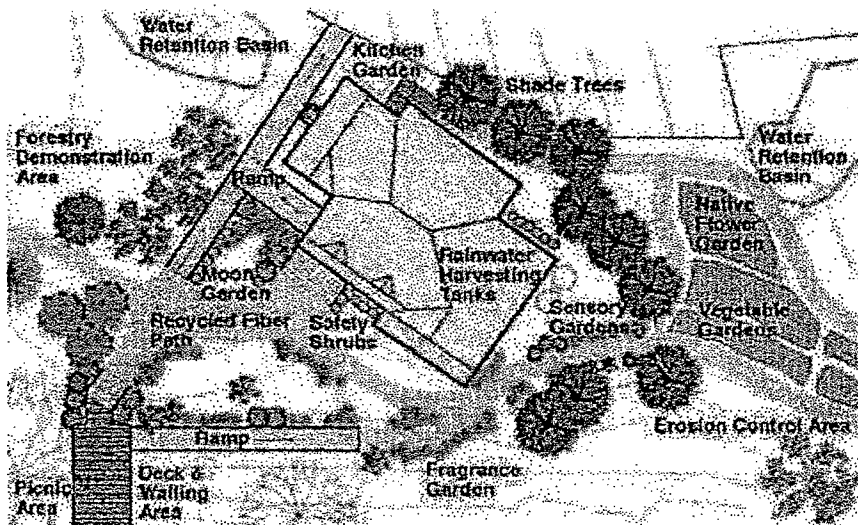 Water
Retention Basin
Kitchen
Garden
Shade Trees
Forestry
Demonstration
Area
Ramp
Water
Retention
Basin
Native
Flower
Garden
Moon
Garden
Rainwater
Harvesting
Tanks
Recycled Fiber
Path
Safety
Shrubs
Sensory
Gardens
Vegetable
Gardens
Ramp
Erosion Control Area
Picnic
Area
Deck &
Waiting
Area
Fragrance
Garden